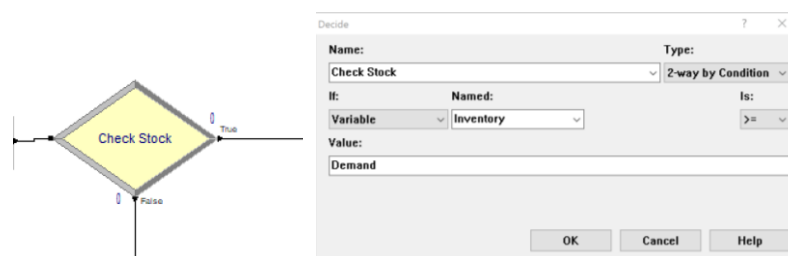 Check Stock
0
True
0
False
Decide
? ×
Name:
Type:
Check Stock
2-way by Condition
If:
Named:
Is:
Variable
Inventory
>=
Value:
Demand
OK
Cancel
Help